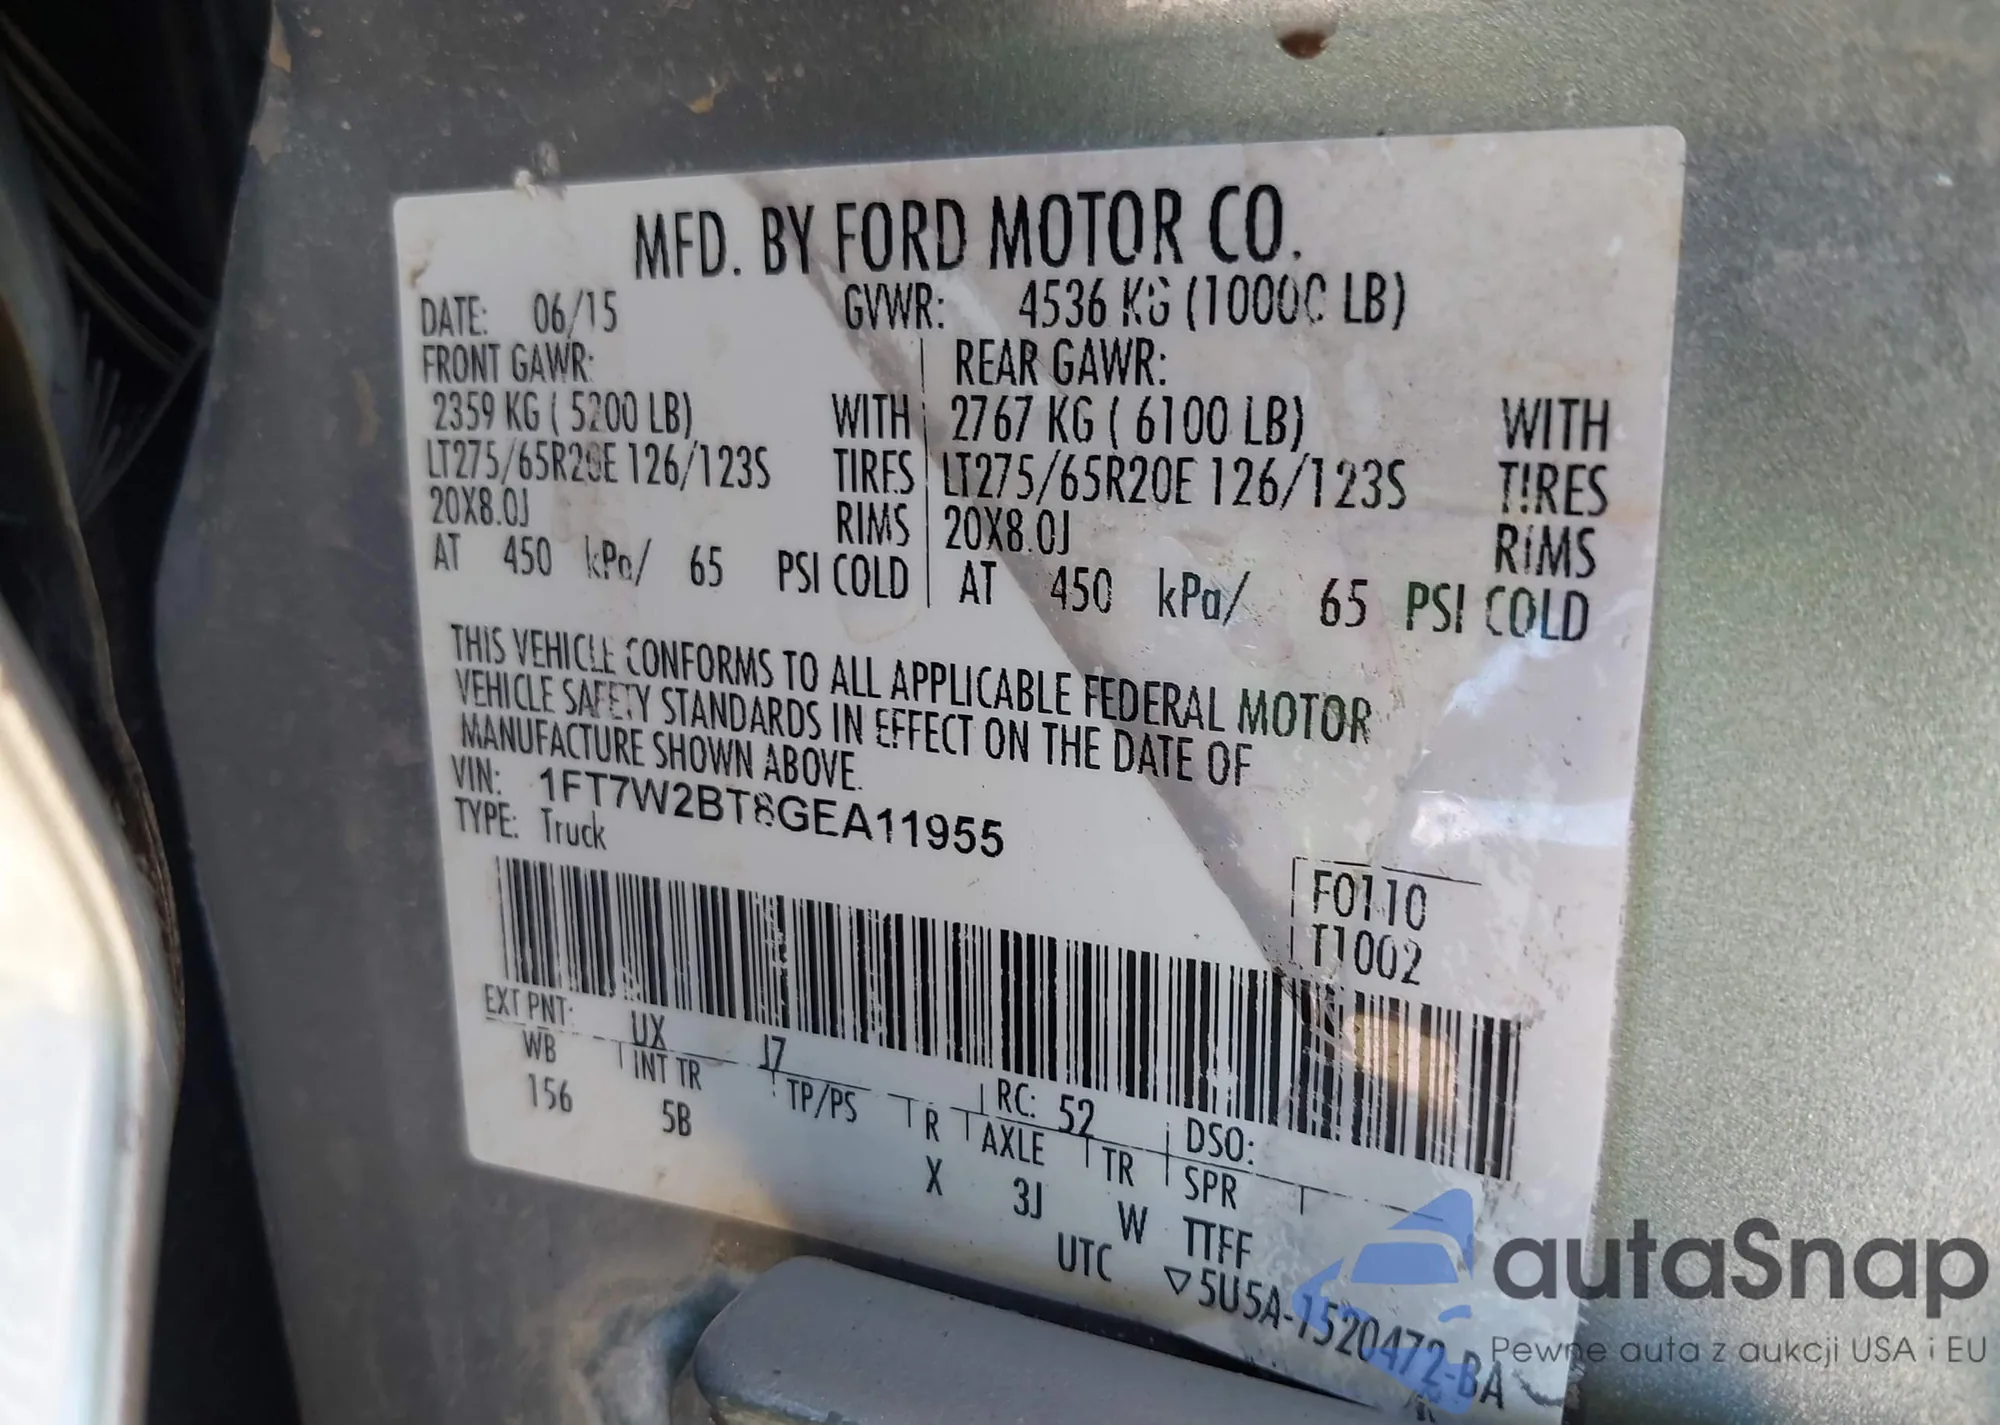 MFD. BY FORD MOTOR CO.
DATE: 06/15 GVWR: 4536 KG (10000 LB)
FRONT GAWR: REAR GAWR:
2359 KG ( 5200 LB) WITH 2767 KG ( 6100 LB) WITH
LT275/65R20E 126/123S TIRES LT275/65R20E 126/123S TIRES
20X8.0J RIMS 20X8.0J RIMS
AT 450 kPa/ 65 PSI COLD AT 450 kPa/ 65 PSI COLD
THIS VEHICLE CONFORMS TO ALL APPLICABLE FEDERAL MOTOR
VEHICLE SAFETY STANDARDS IN EFFECT ON THE DATE OF
MANUFACTURE SHOWN ABOVE.
VIN: 1FT7W2BT8GEA11955
TYPE: Truck
F0110
T1002
EXT PNT: UX J7 RC: 52 DSO:
WB INT TR TP/PS R AXLE TR SPR
156 5B X 3J W TTFF
UTC ▽5U5A-1520472-BA
autaSnap
Pewne auta z aukcji USA i EU